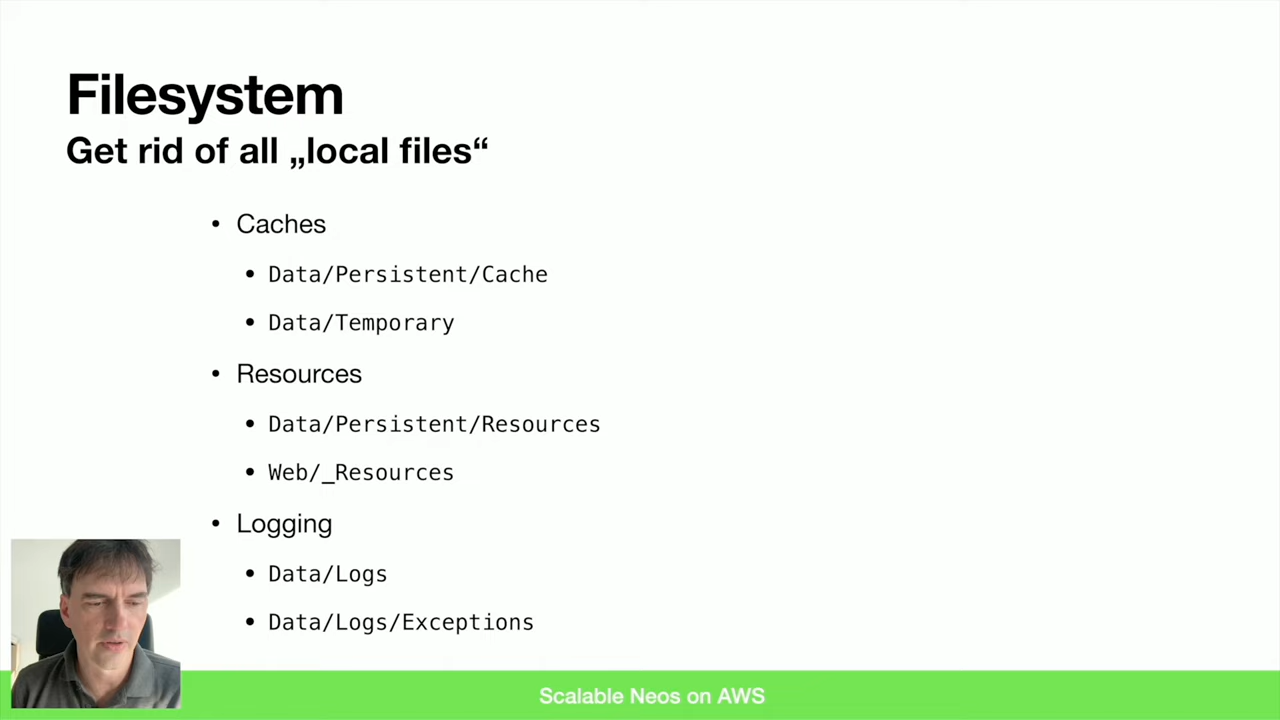 Filesystem
Get rid of all „local files“
• Caches
• Data/Persistent/Cache
• Data/Temporary
• Resources
• Data/Persistent/Resources
• Web/_Resources
• Logging
• Data/Logs
• Data/Logs/Exceptions
Scalable Neos on AWS